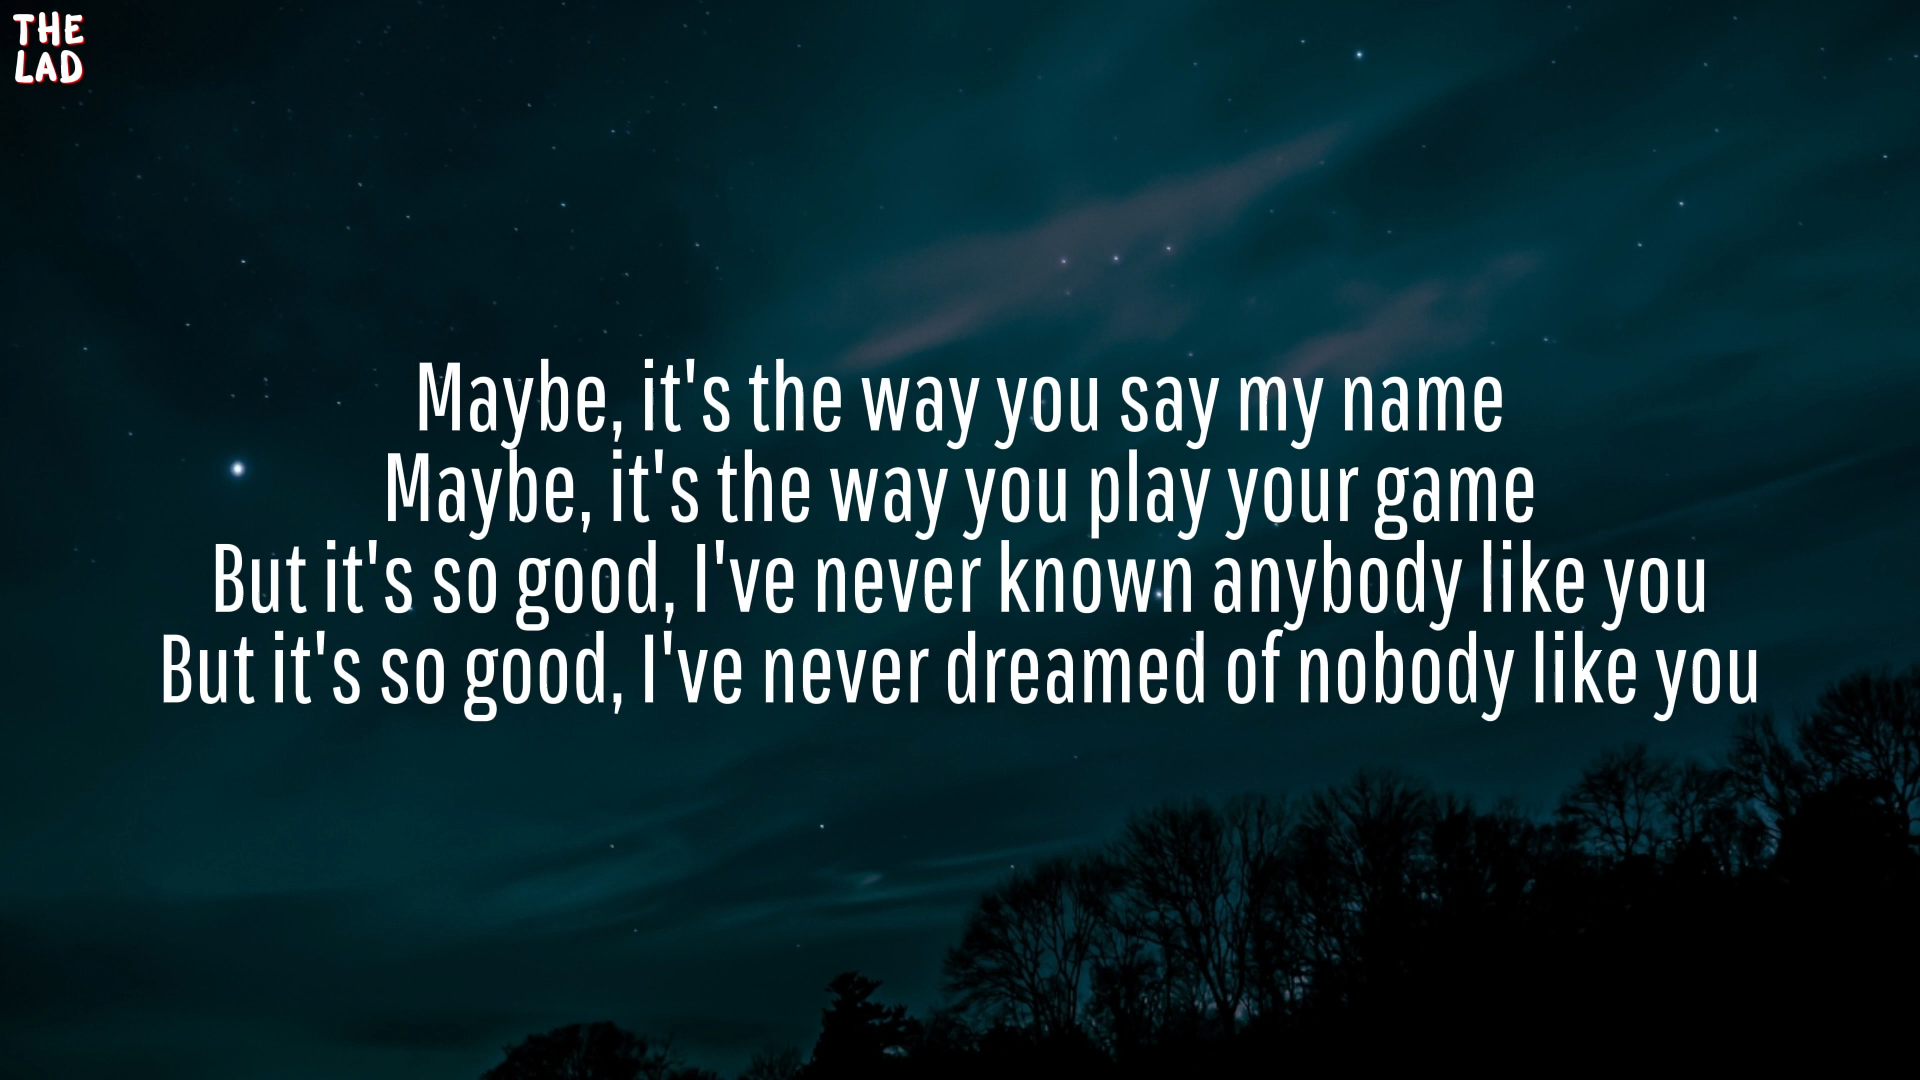 THE
LAD
Maybe, it's the way you say my name
Maybe, it's the way you play your game
But it's so good, I've never known anybody like you
But it's so good, I've never dreamed of nobody like you